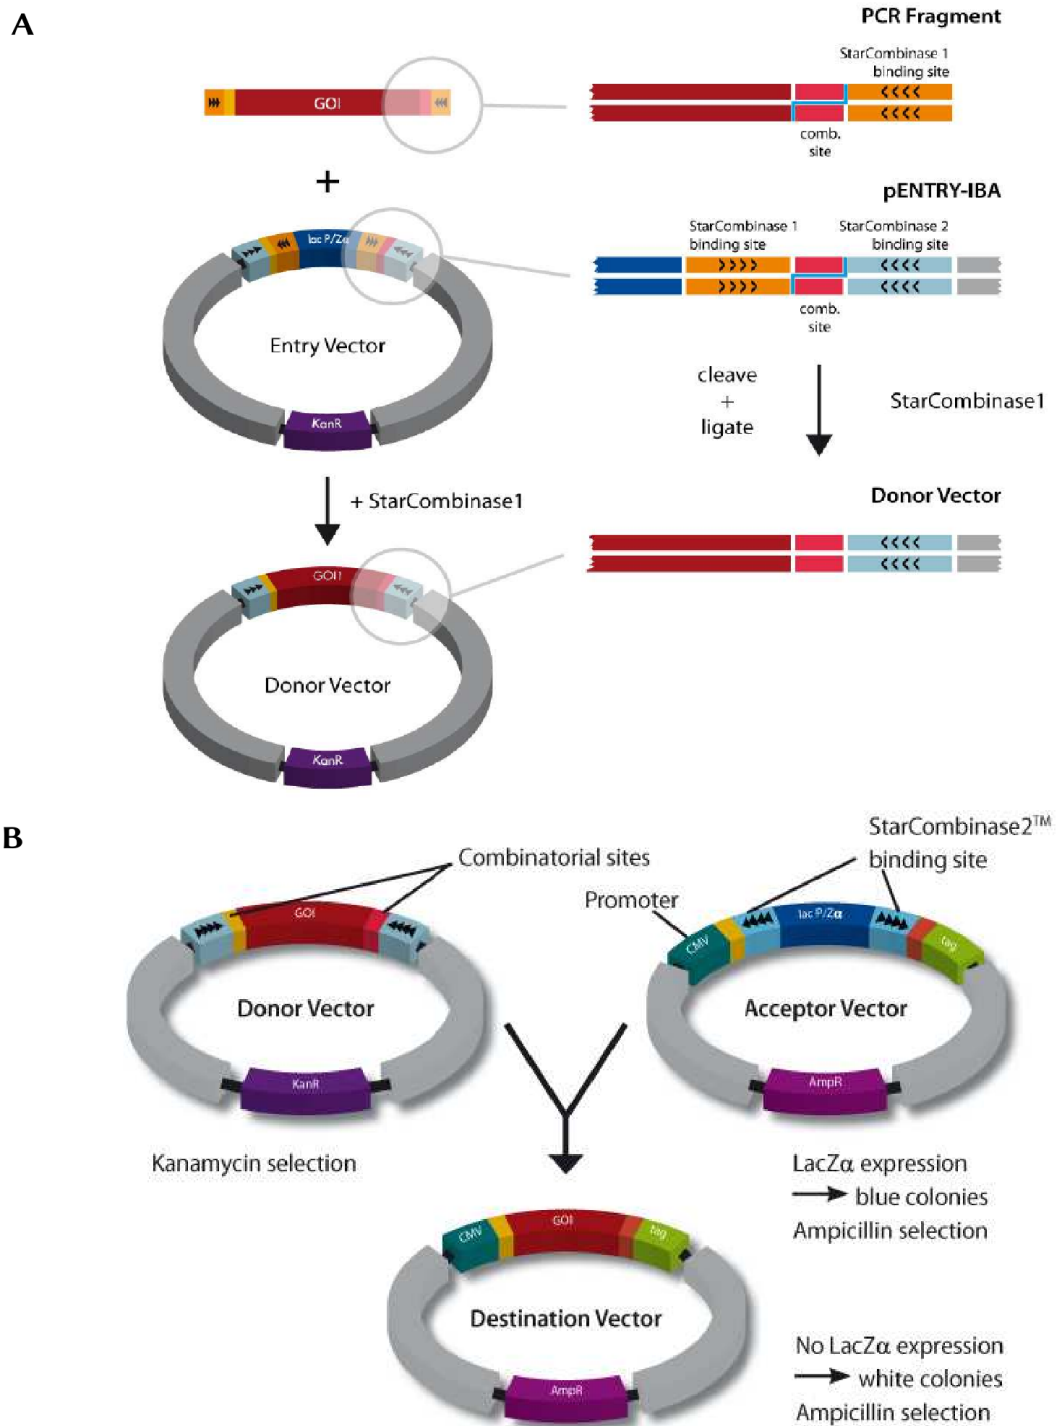 A
PCR Fragment
StarCombinase 1
binding site
GOI
comb.
site
+
pENTRY-IBA
StarCombinase 1
binding site
StarCombinase 2
binding site
lac P/Zα
comb.
site
Entry Vector
KanR
cleave
+
ligate
StarCombinase1
+ StarCombinase1
Donor Vector
GOI1
Donor Vector
KanR
B
StarCombinase2™
binding site
Combinatorial sites
Promoter
GOI
CMV
lac P/Zα
tag
Donor Vector
Acceptor Vector
KanR
AmpR
Kanamycin selection
LacZα expression
blue colonies
Ampicillin selection
CMV
GOI
tag
Destination Vector
No LacZα expression
white colonies
AmpR
Ampicillin selection